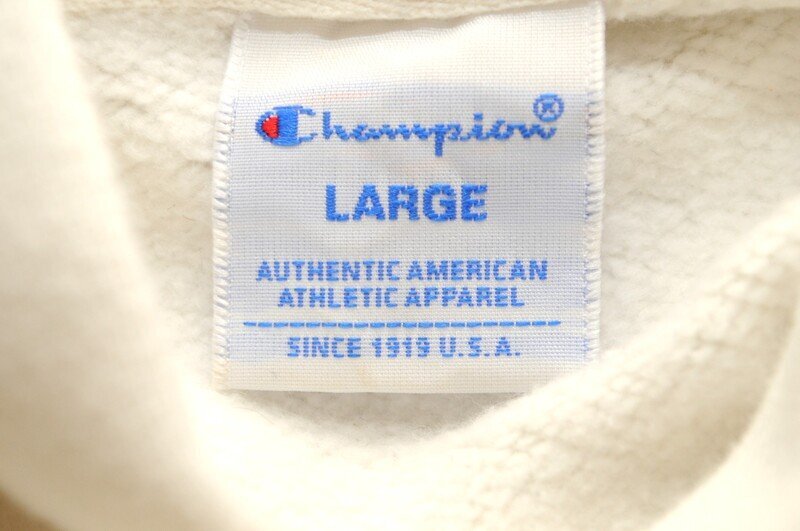 Champion®
LARGE
AUTHENTIC AMERICAN
ATHLETIC APPAREL
SINCE 1919 U.S.A.